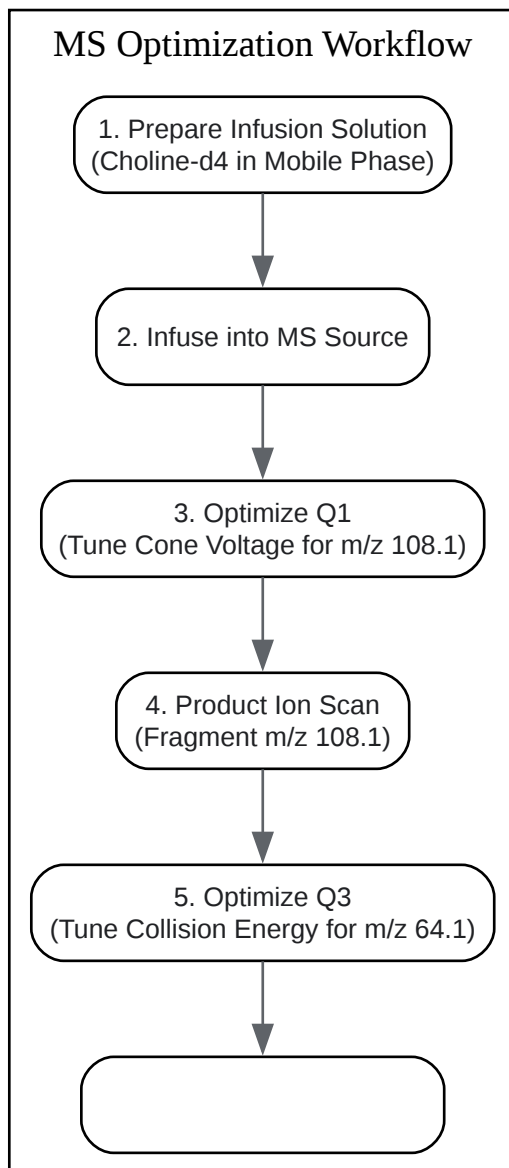 MS Optimization Workflow
1. Prepare Infusion Solution
(Choline-d4 in Mobile Phase)
2. Infuse into MS Source
3. Optimize Q1
(Tune Cone Voltage for m/z 108.1)
4. Product Ion Scan
(Fragment m/z 108.1)
5. Optimize Q3
(Tune Collision Energy for m/z 64.1)